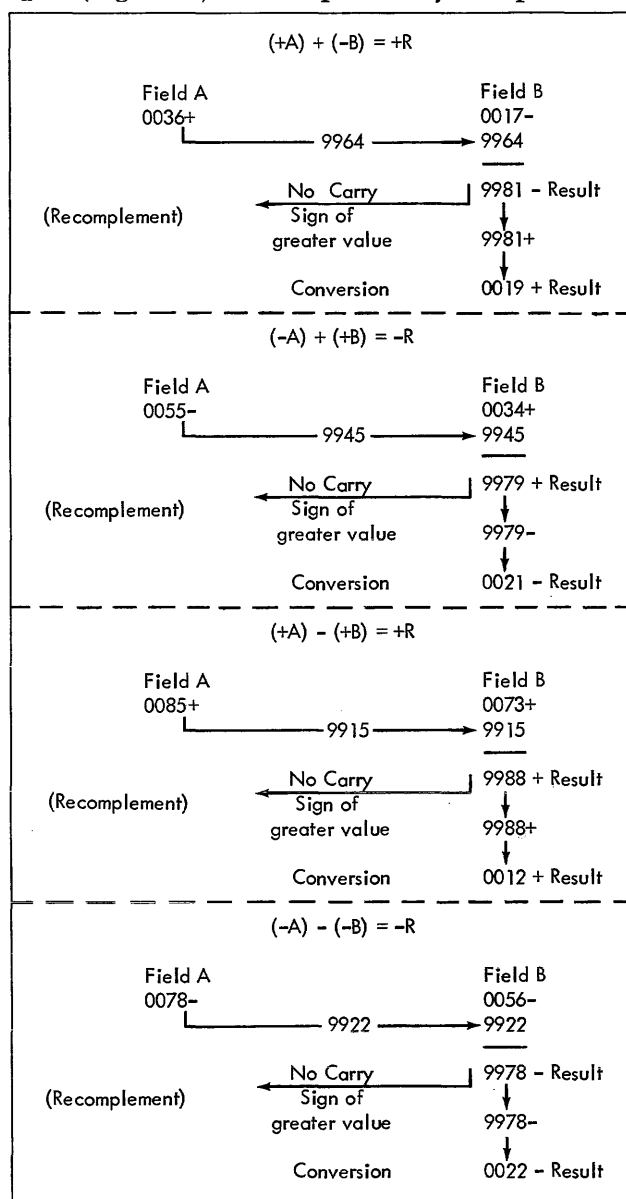 (+A) + (-B) = +R
Field A Field B
0036+ 0017-
9964 9964
No Carry 9981 - Result
(Recomplement) Sign of
greater value 9981+
Conversion 0019 + Result
(-A) + (+B) = -R
Field A Field B
0055- 0034+
9945 9945
No Carry 9979 + Result
(Recomplement) Sign of
greater value 9979-
Conversion 0021 - Result
(+A) - (+B) = +R
Field A Field B
0085+ 0073+
9915 9915
No Carry 9988 + Result
(Recomplement) Sign of
greater value 9988+
Conversion 0012 + Result
(-A) - (-B) = -R
Field A Field B
0078- 0056-
9922 9922
No Carry 9978 - Result
(Recomplement) Sign of
greater value 9978-
Conversion 0022 - Result